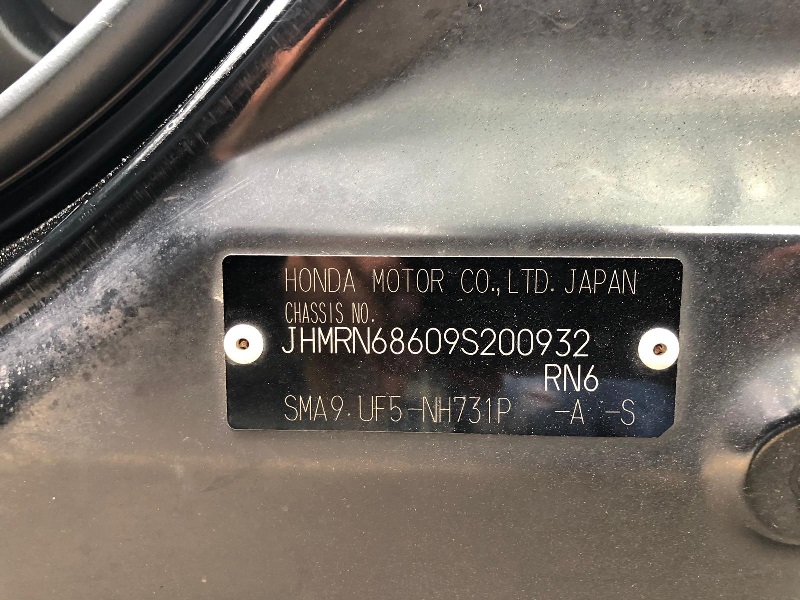 HONDA MOTOR CO.,LTD. JAPAN
CHASSIS NO.
JHMRN68609S200932
RN6
SMA9 UF5-NH731P -A -S